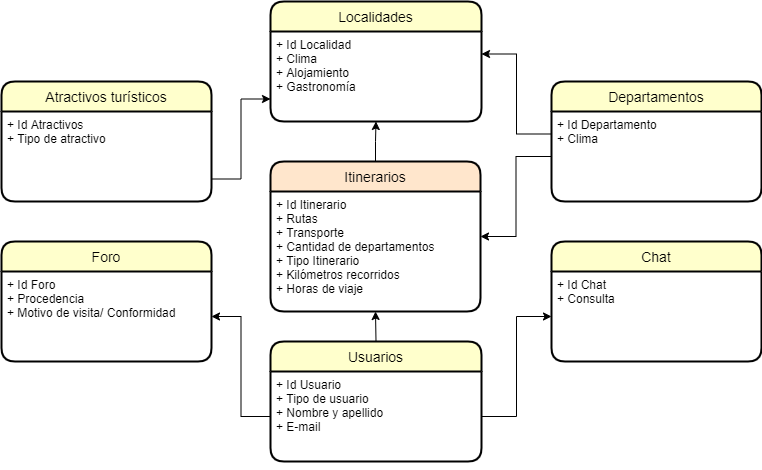 Localidades
+ Id Localidad
+ Clima
+ Alojamiento
+ Gastronomía
Atractivos turísticos
+ Id Atractivos
+ Tipo de atractivo
Departamentos
+ Id Departamento
+ Clima
Itinerarios
+ Id Itinerario
+ Rutas
+ Transporte
+ Cantidad de departamentos
+ Tipo Itinerario
+ Kilómetros recorridos
+ Horas de viaje
Foro
+ Id Foro
+ Procedencia
+ Motivo de visita/ Conformidad
Chat
+ Id Chat
+ Consulta
Usuarios
+ Id Usuario
+ Tipo de usuario
+ Nombre y apellido
+ E-mail